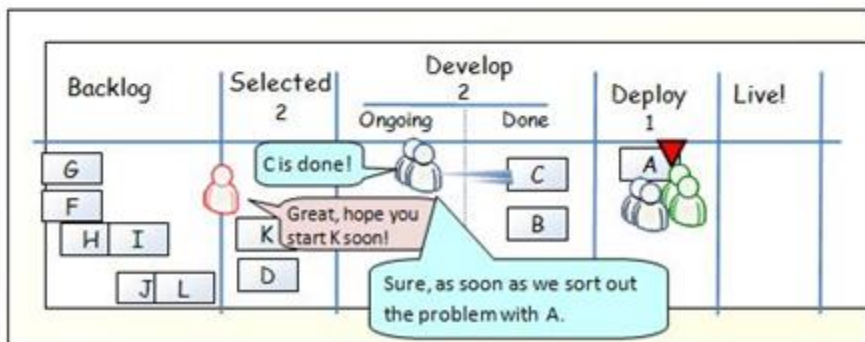 Backlog
Selected
2
Develop
2
Ongoing
Done
Deploy
1
Live!
G
F
H
I
J
L
C is done!
Great, hope you
start K soon!
K
D
C
B
A
Sure, as soon as we sort out
the problem with A.